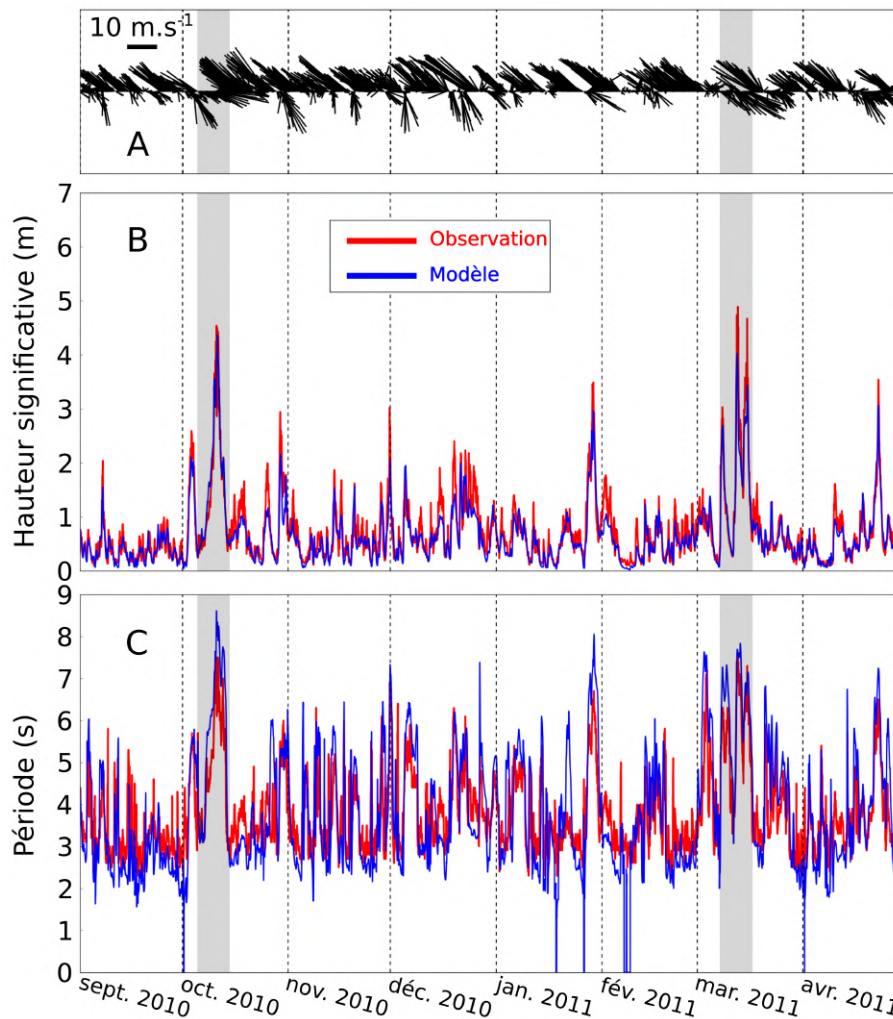 10 m.s⁻¹
A
Hauteur significative (m)
7
6
5
4
3
2
1
0
B
Observation
Modèle
Période (s)
9
8
7
6
5
4
3
2
1
0
C
sept. 2010
oct. 2010
nov. 2010
déc. 2010
jan. 2011
fév. 2011
mar. 2011
avr. 2011